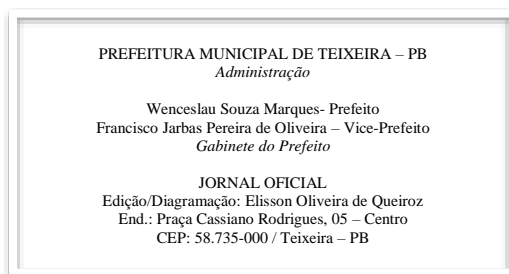 PREFEITURA MUNICIPAL DE TEIXEIRA – PB
Administração
Wenceslau Souza Marques- Prefeito
Francisco Jarbas Pereira de Oliveira – Vice-Prefeito
Gabinete do Prefeito
JORNAL OFICIAL
Edição/Diagramação: Elisson Oliveira de Queiroz
End.: Praça Cassiano Rodrigues, 05 – Centro
CEP: 58.735-000 / Teixeira – PB